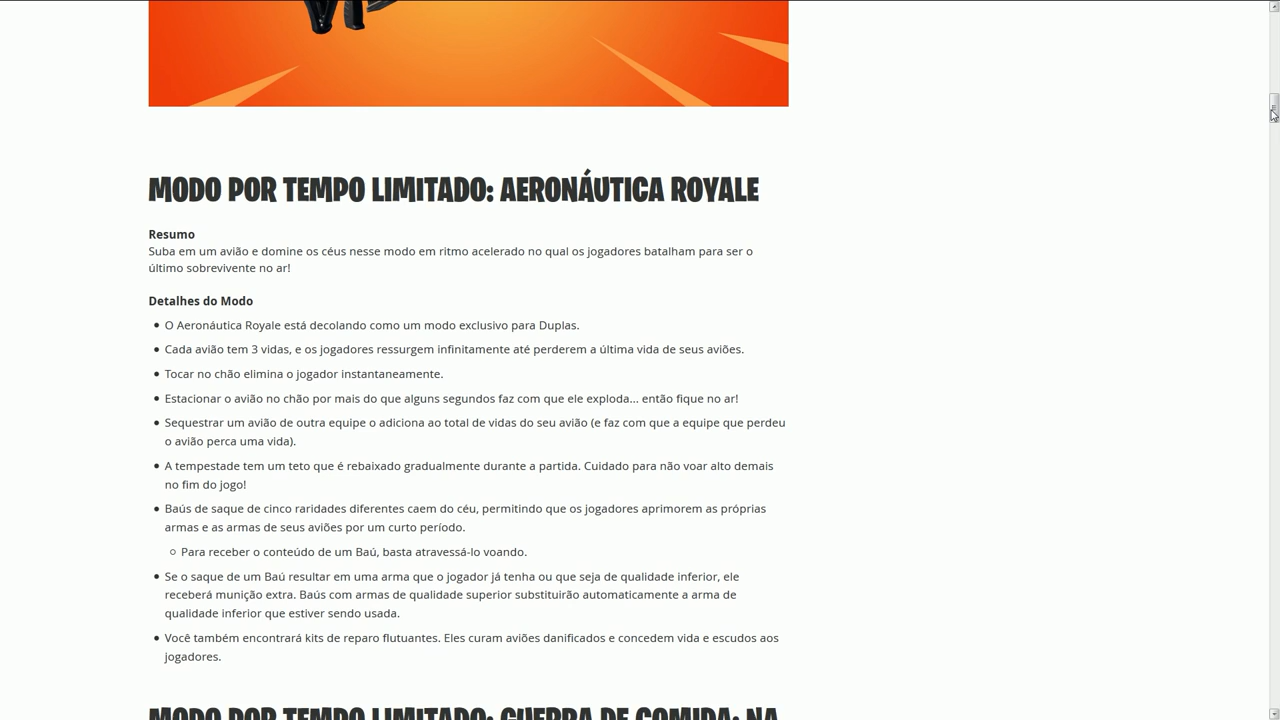 MODO POR TEMPO LIMITADO: AERONÁUTICA ROYALE
Resumo
Suba em um avião e domine os céus nesse modo em ritmo acelerado no qual os jogadores batalham para ser o
último sobrevivente no ar!
Detalhes do Modo
• O Aeronáutica Royale está decolando como um modo exclusivo para Duplas.
• Cada avião tem 3 vidas, e os jogadores ressurgem infinitamente até perderem a última vida de seus aviões.
• Tocar no chão elimina o jogador instantaneamente.
• Estacionar o avião no chão por mais do que alguns segundos faz com que ele exploda... então fique no ar!
• Sequestrar um avião de outra equipe o adiciona ao total de vidas do seu avião (e faz com que a equipe que perdeu
o avião perca uma vida).
• A tempestade tem um teto que é rebaixado gradualmente durante a partida. Cuidado para não voar alto demais
no fim do jogo!
• Baús de saque de cinco raridades diferentes caem do céu, permitindo que os jogadores aprimorem as próprias
armas e as armas de seus aviões por um curto período.
○ Para receber o conteúdo de um Baú, basta atravessá-lo voando.
• Se o saque de um Baú resultar em uma arma que o jogador já tenha ou que seja de qualidade inferior, ele
receberá munição extra. Baús com armas de qualidade superior substituirão automaticamente a arma de
qualidade inferior que estiver sendo usada.
• Você também encontrará kits de reparo flutuantes. Eles curam aviões danificados e concedem vida e escudos aos
jogadores.
MODO POR TEMPO LIMITADO: GUERRA DE COMIDA: NA